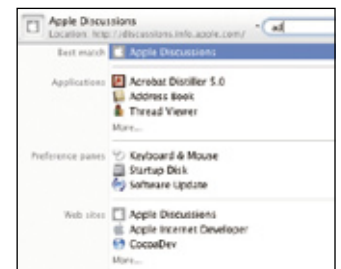 Apple Discussions
Location: http://discussions.info.apple.com/
ad
Best match Apple Discussions
Applications Acrobat Distiller 5.0
Address Book
Thread Viewer
More...
Preference panes Keyboard & Mouse
Startup Disk
Software Update
Web sites Apple Discussions
Apple Internet Developer
CocoaDev
More...